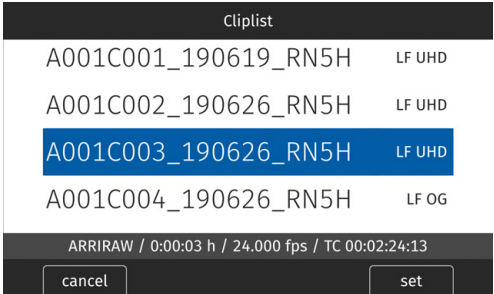 Cliplist
A001C001_190619_RN5H LF UHD
A001C002_190626_RN5H LF UHD
A001C003_190626_RN5H LF UHD
A001C004_190626_RN5H LF OG
ARRIRAW / 0:00:03 h / 24.000 fps / TC 00:02:24:13
cancel set